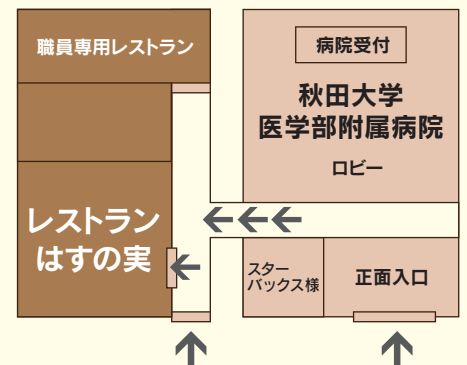 職員専用レストラン
病院受付
秋田大学
医学部附属病院
ロビー
レストラン
はすの実
スター
バックス様
正面入口